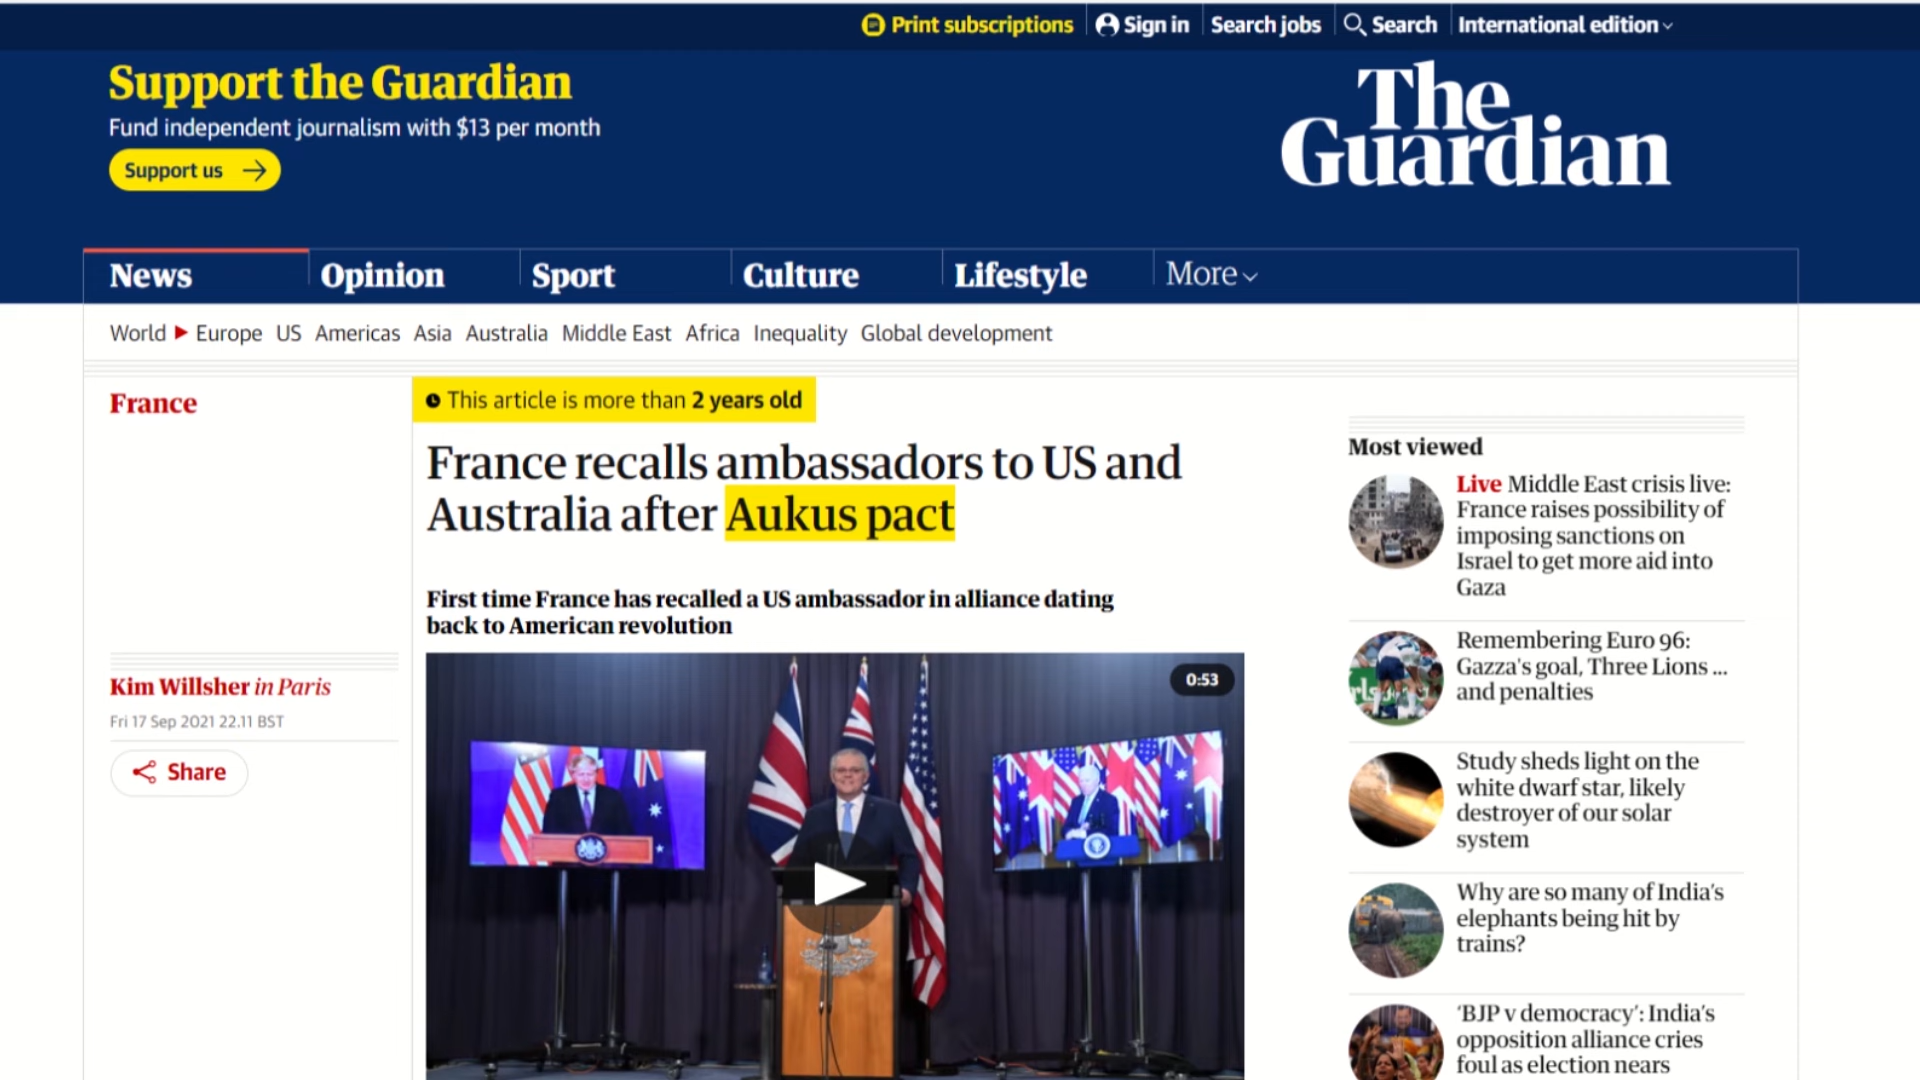 Print subscriptions
Sign in
Search jobs
Search
International edition
Support the Guardian
Fund independent journalism with $13 per month
Support us
The
Guardian
News
Opinion
Sport
Culture
Lifestyle
More
World Europe US Americas Asia Australia Middle East Africa Inequality Global development
France
This article is more than 2 years old
France recalls ambassadors to US and
Australia after Aukus pact
First time France has recalled a US ambassador in alliance dating
back to American revolution
Kim Willsher in Paris
Fri 17 Sep 2021 22.11 BST
Share
0:53
Most viewed
Live Middle East crisis live:
France raises possibility of
imposing sanctions on
Israel to get more aid into
Gaza
Remembering Euro 96:
Gazza's goal, Three Lions ...
and penalties
Study sheds light on the
white dwarf star, likely
destroyer of our solar
system
Why are so many of India’s
elephants being hit by
trains?
‘BJP v democracy’: India’s
opposition alliance cries
foul as election nears